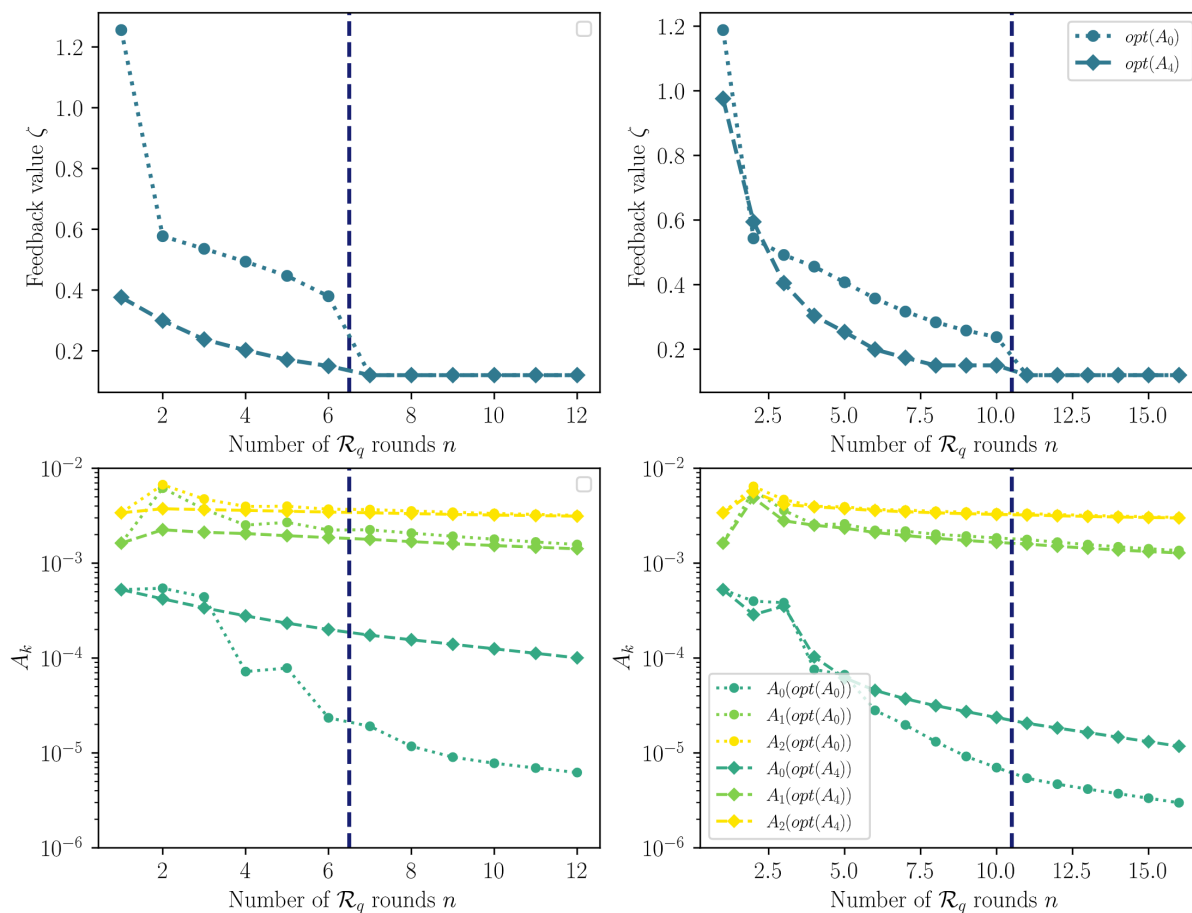 Feedback value ζ
1.2
1.0
0.8
0.6
0.4
0.2
2 4 6 8 10 12
Number of 𝓡_q rounds n
Feedback value ζ
1.2
1.0
0.8
0.6
0.4
0.2
2.5 5.0 7.5 10.0 12.5 15.0
Number of 𝓡_q rounds n
opt(A_0)
opt(A_4)
A_k
10^{-2}
10^{-3}
10^{-4}
10^{-5}
10^{-6}
2 4 6 8 10 12
Number of 𝓡_q rounds n
A_k
10^{-2}
10^{-3}
10^{-4}
10^{-5}
10^{-6}
A_0(opt(A_0))
A_1(opt(A_0))
A_2(opt(A_0))
A_0(opt(A_4))
A_1(opt(A_4))
A_2(opt(A_4))
2.5 5.0 7.5 10.0 12.5 15.0
Number of 𝓡_q rounds n